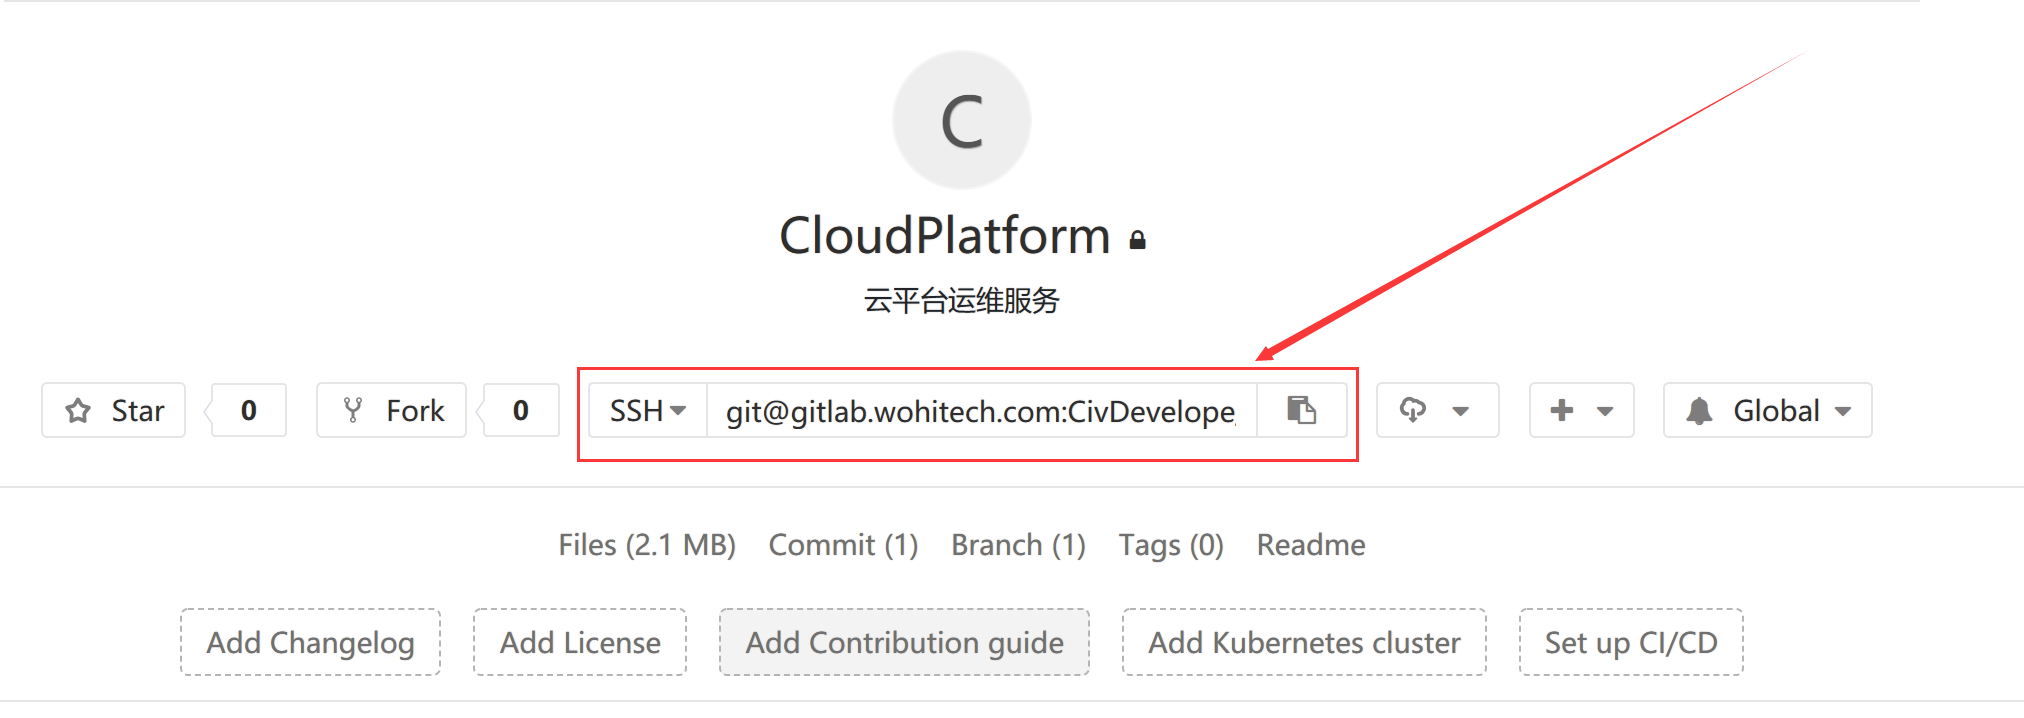 C
CloudPlatform
云平台运维服务
Star 0 Fork 0 SSH git@gitlab.wohitech.com:CivDevelope Global
Files (2.1 MB) Commit (1) Branch (1) Tags (0) Readme
Add Changelog Add License Add Contribution guide Add Kubernetes cluster Set up CI/CD